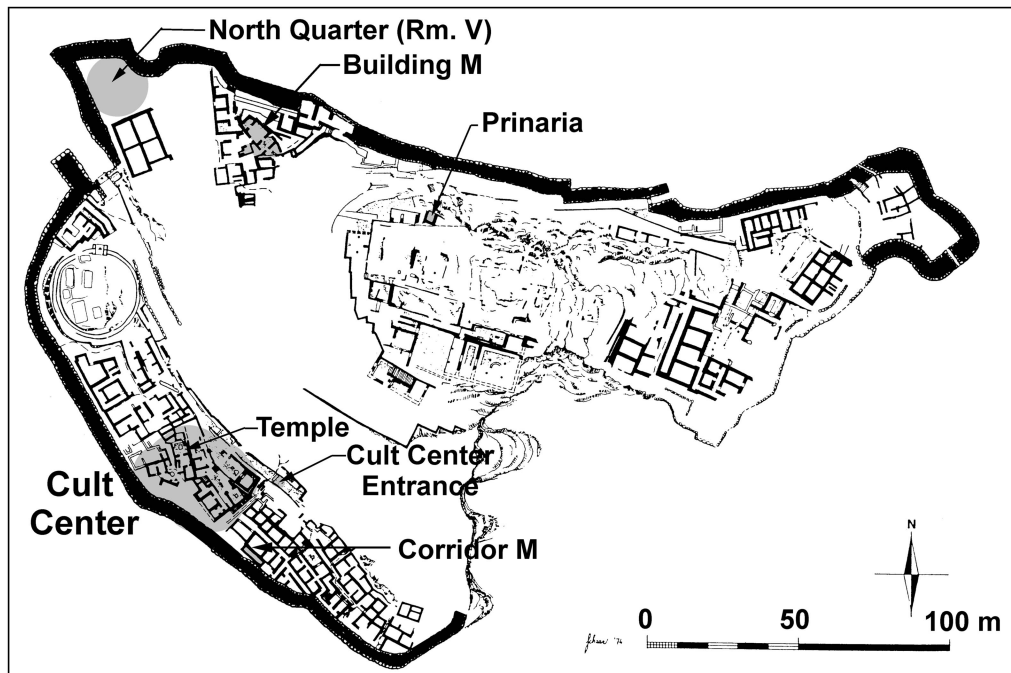 North Quarter (Rm. V)
Building M
Prinaria
Temple
Cult Center
Entrance
Cult
Center
Corridor M
N
0 50 100 m